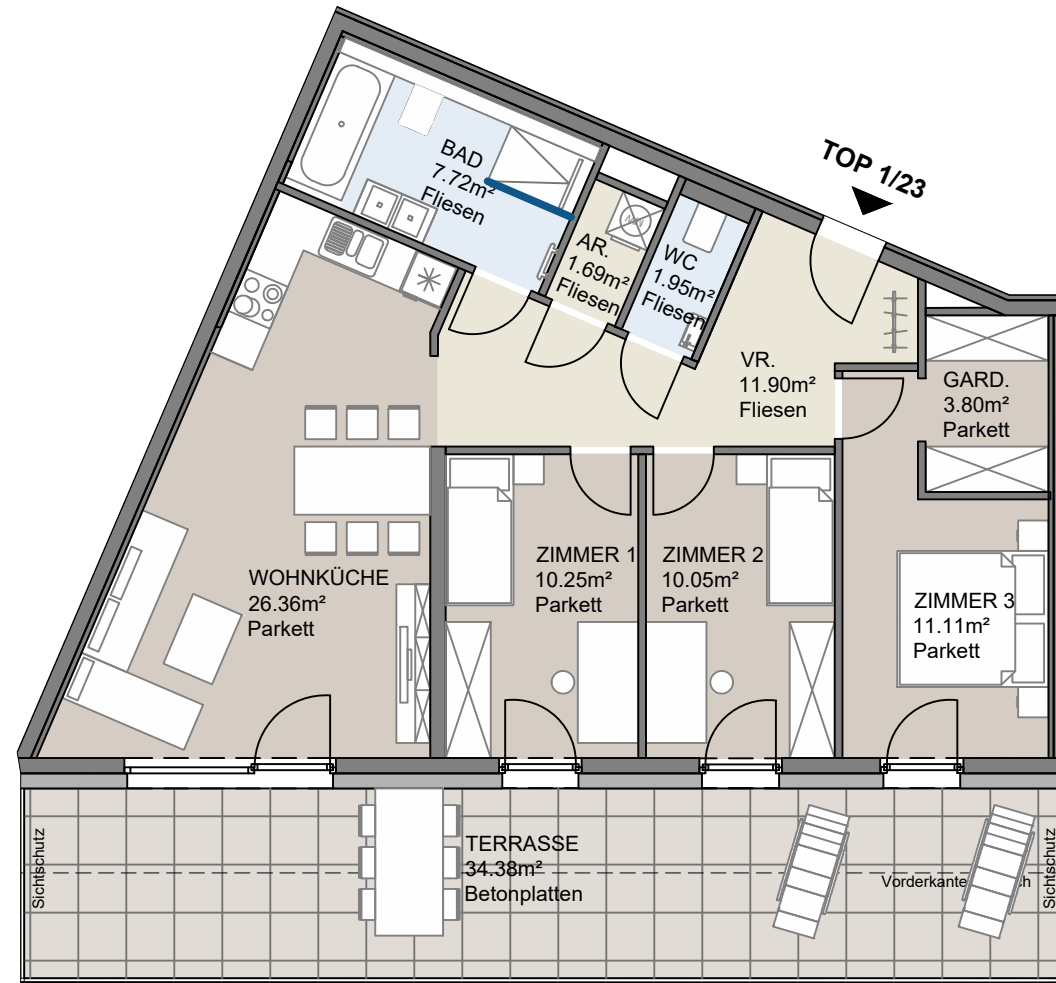 TOP 1/23
BAD
7.72m²
Fliesen
AR.
1.69m²
Fliesen
WC
1.95m²
Fliesen
VR.
11.90m²
Fliesen
GARD.
3.80m²
Parkett
WOHNKÜCHE
26.36m²
Parkett
ZIMMER 1
10.25m²
Parkett
ZIMMER 2
10.05m²
Parkett
ZIMMER 3
11.11m²
Parkett
Sichtschutz
TERRASSE
34.38m²
Betonplatten
Vorderkante
Sichtschutz